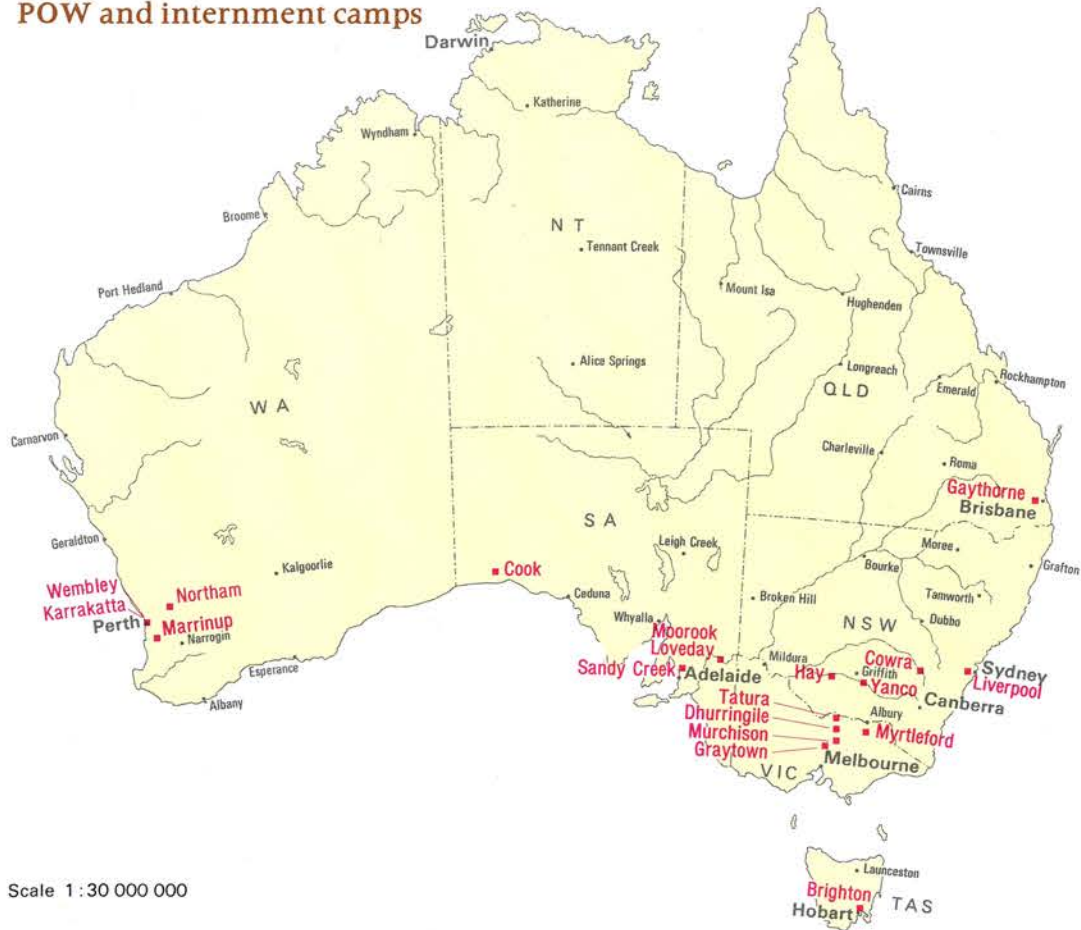 POW and internment camps
Darwin
Katherine
Wyndham
Cairns
Broome
NT
Tennant Creek
Townsville
Port Hedland
Mount Isa
Hughenden
Alice Springs
Longreach
Rockhampton
Emerald
QLD
WA
Carnarvon
Charleville
Roma
Gaythorne
Brisbane
SA
Geraldton
Leigh Creek
Moree
Bourke
Grafton
Kalgoorlie
Cook
Wembley
Northam
Karrakatta
Ceduna
Broken Hill
Tamworth
Perth
Marrinup
Narrogin
Whyalla
Dubbo
NSW
Moorook
Loveday
Mildura
Cowra
Sydney
Esperance
Sandy Creek
Adelaide
Hay
Griffith
Yanco
Liverpool
Albany
Tatura
Canberra
Dhurringile
Albury
Murchison
Myrtleford
Graytown
Melbourne
VIC
Launceston
Scale 1:30 000 000
Brighton
Hobart
TAS